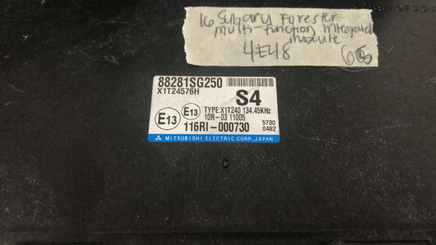 16 Subaru Forester
multi-function integrated
module
4E48
88281SG250
X1T24576H
S4
E13 E13
TYPE:X1T240 134.45KHz
10R-03 11005
116RI-000730
5730
0482
MITSUBISHI ELECTRIC CORP. JAPAN